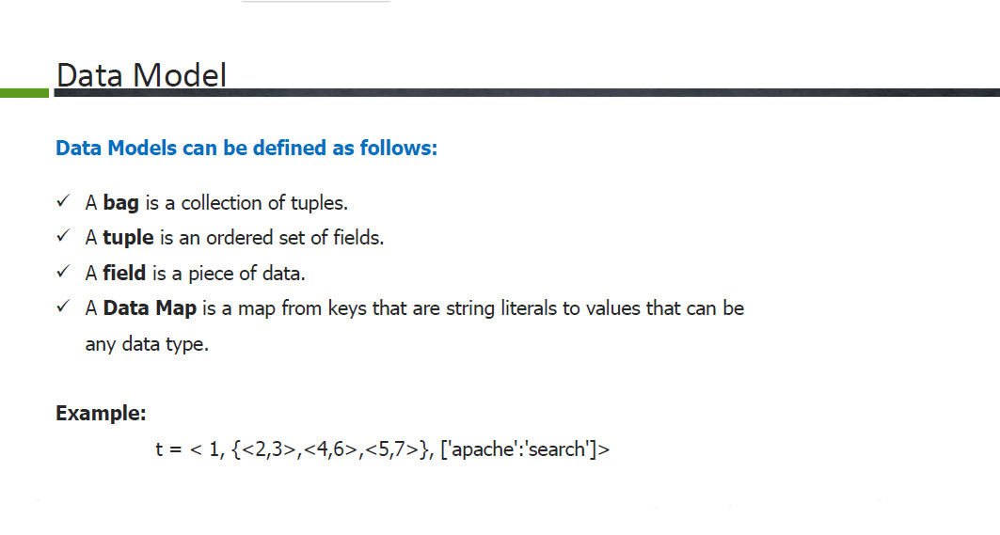 Data Model
Data Models can be defined as follows:
✓ A bag is a collection of tuples.
✓ A tuple is an ordered set of fields.
✓ A field is a piece of data.
✓ A Data Map is a map from keys that are string literals to values that can be
any data type.
Example:
t = < 1, {<2,3>,<4,6>,<5,7>}, ['apache':'search']>